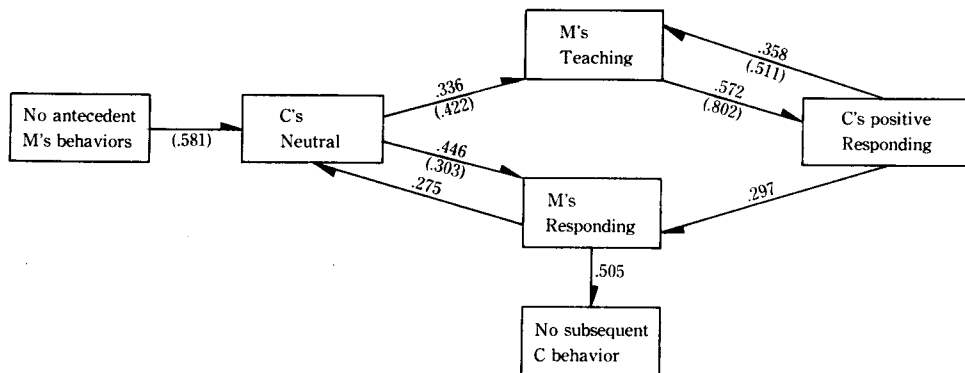 M's
Teaching
.358
(.511)
.336
(.422)
.572
(.802)
No antecedent
M's behaviors
(.581)
C's
Neutral
C's positive
Responding
.446
(.303)
.275
M's
Responding
.297
.505
No subsequent
C behavior